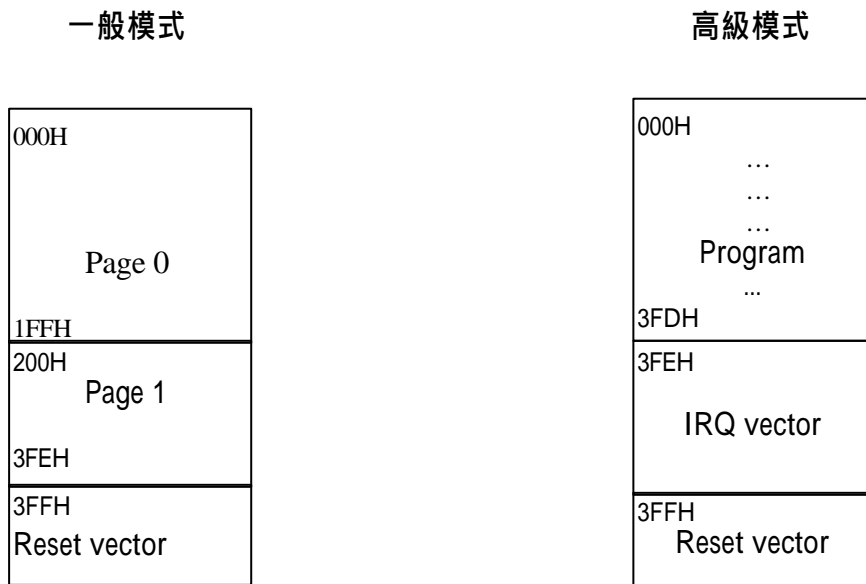 一般模式
000H
Page 0
1FFH
200H
Page 1
3FEH
3FFH
Reset vector
高級模式
000H
…
…
…
Program
...
3FDH
3FEH
IRQ vector
3FFH
Reset vector